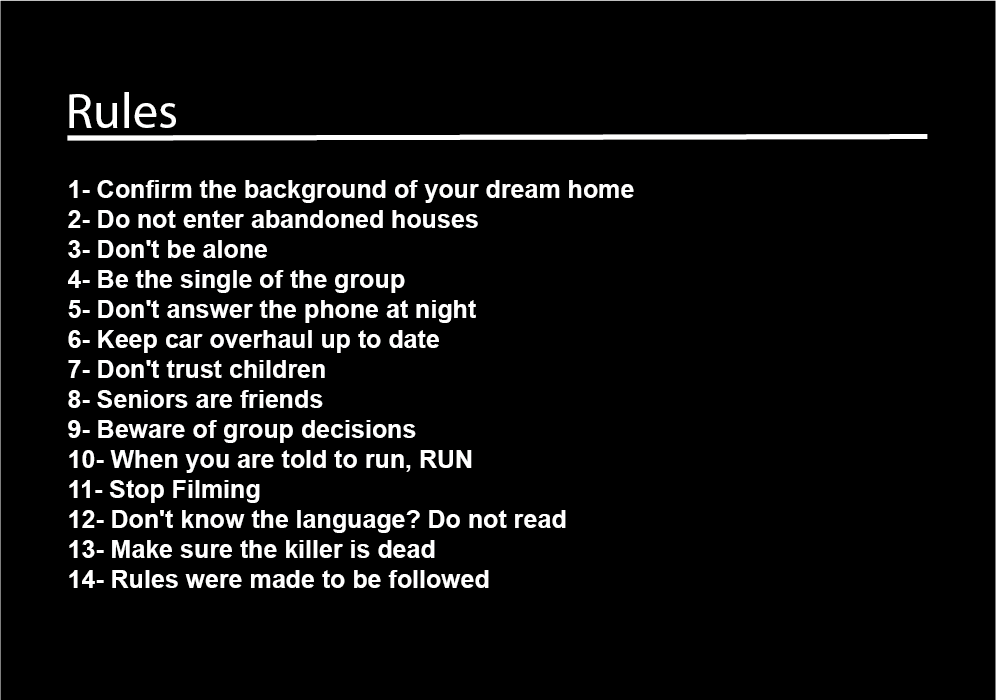 Rules
1- Confirm the background of your dream home
2- Do not enter abandoned houses
3- Don't be alone
4- Be the single of the group
5- Don't answer the phone at night
6- Keep car overhaul up to date
7- Don't trust children
8- Seniors are friends
9- Beware of group decisions
10- When you are told to run, RUN
11- Stop Filming
12- Don't know the language? Do not read
13- Make sure the killer is dead
14- Rules were made to be followed